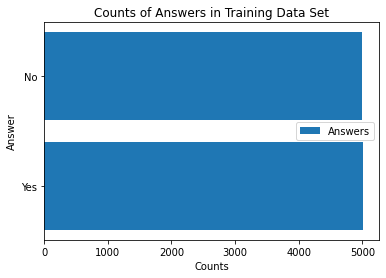 Counts of Answers in Training Data Set
No
Answers
Answer
Yes
0 1000 2000 3000 4000 5000
Counts